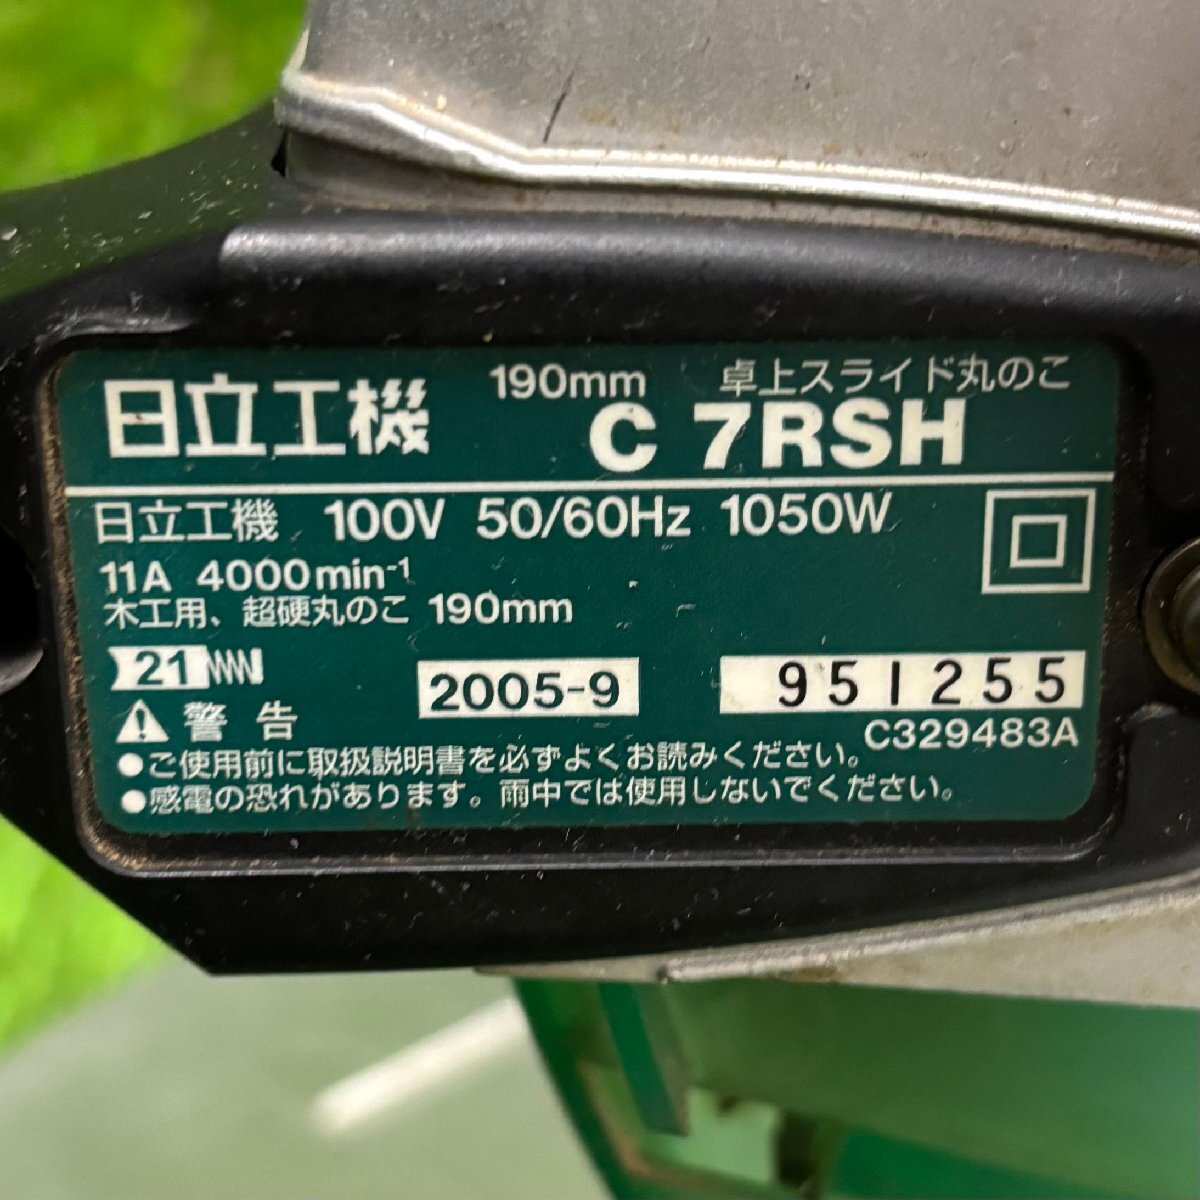 190mm 卓上スライド丸のこ
日立工機 C 7RSH
日立工機 100V 50/60Hz 1050W
11A 4000min-1
木工用、超硬丸のこ 190mm
21 2005-9 951255
警告 C329483A
●ご使用前に取扱説明書を必ずよくお読みください。
●感電の恐れがあります。雨中では使用しないでください。